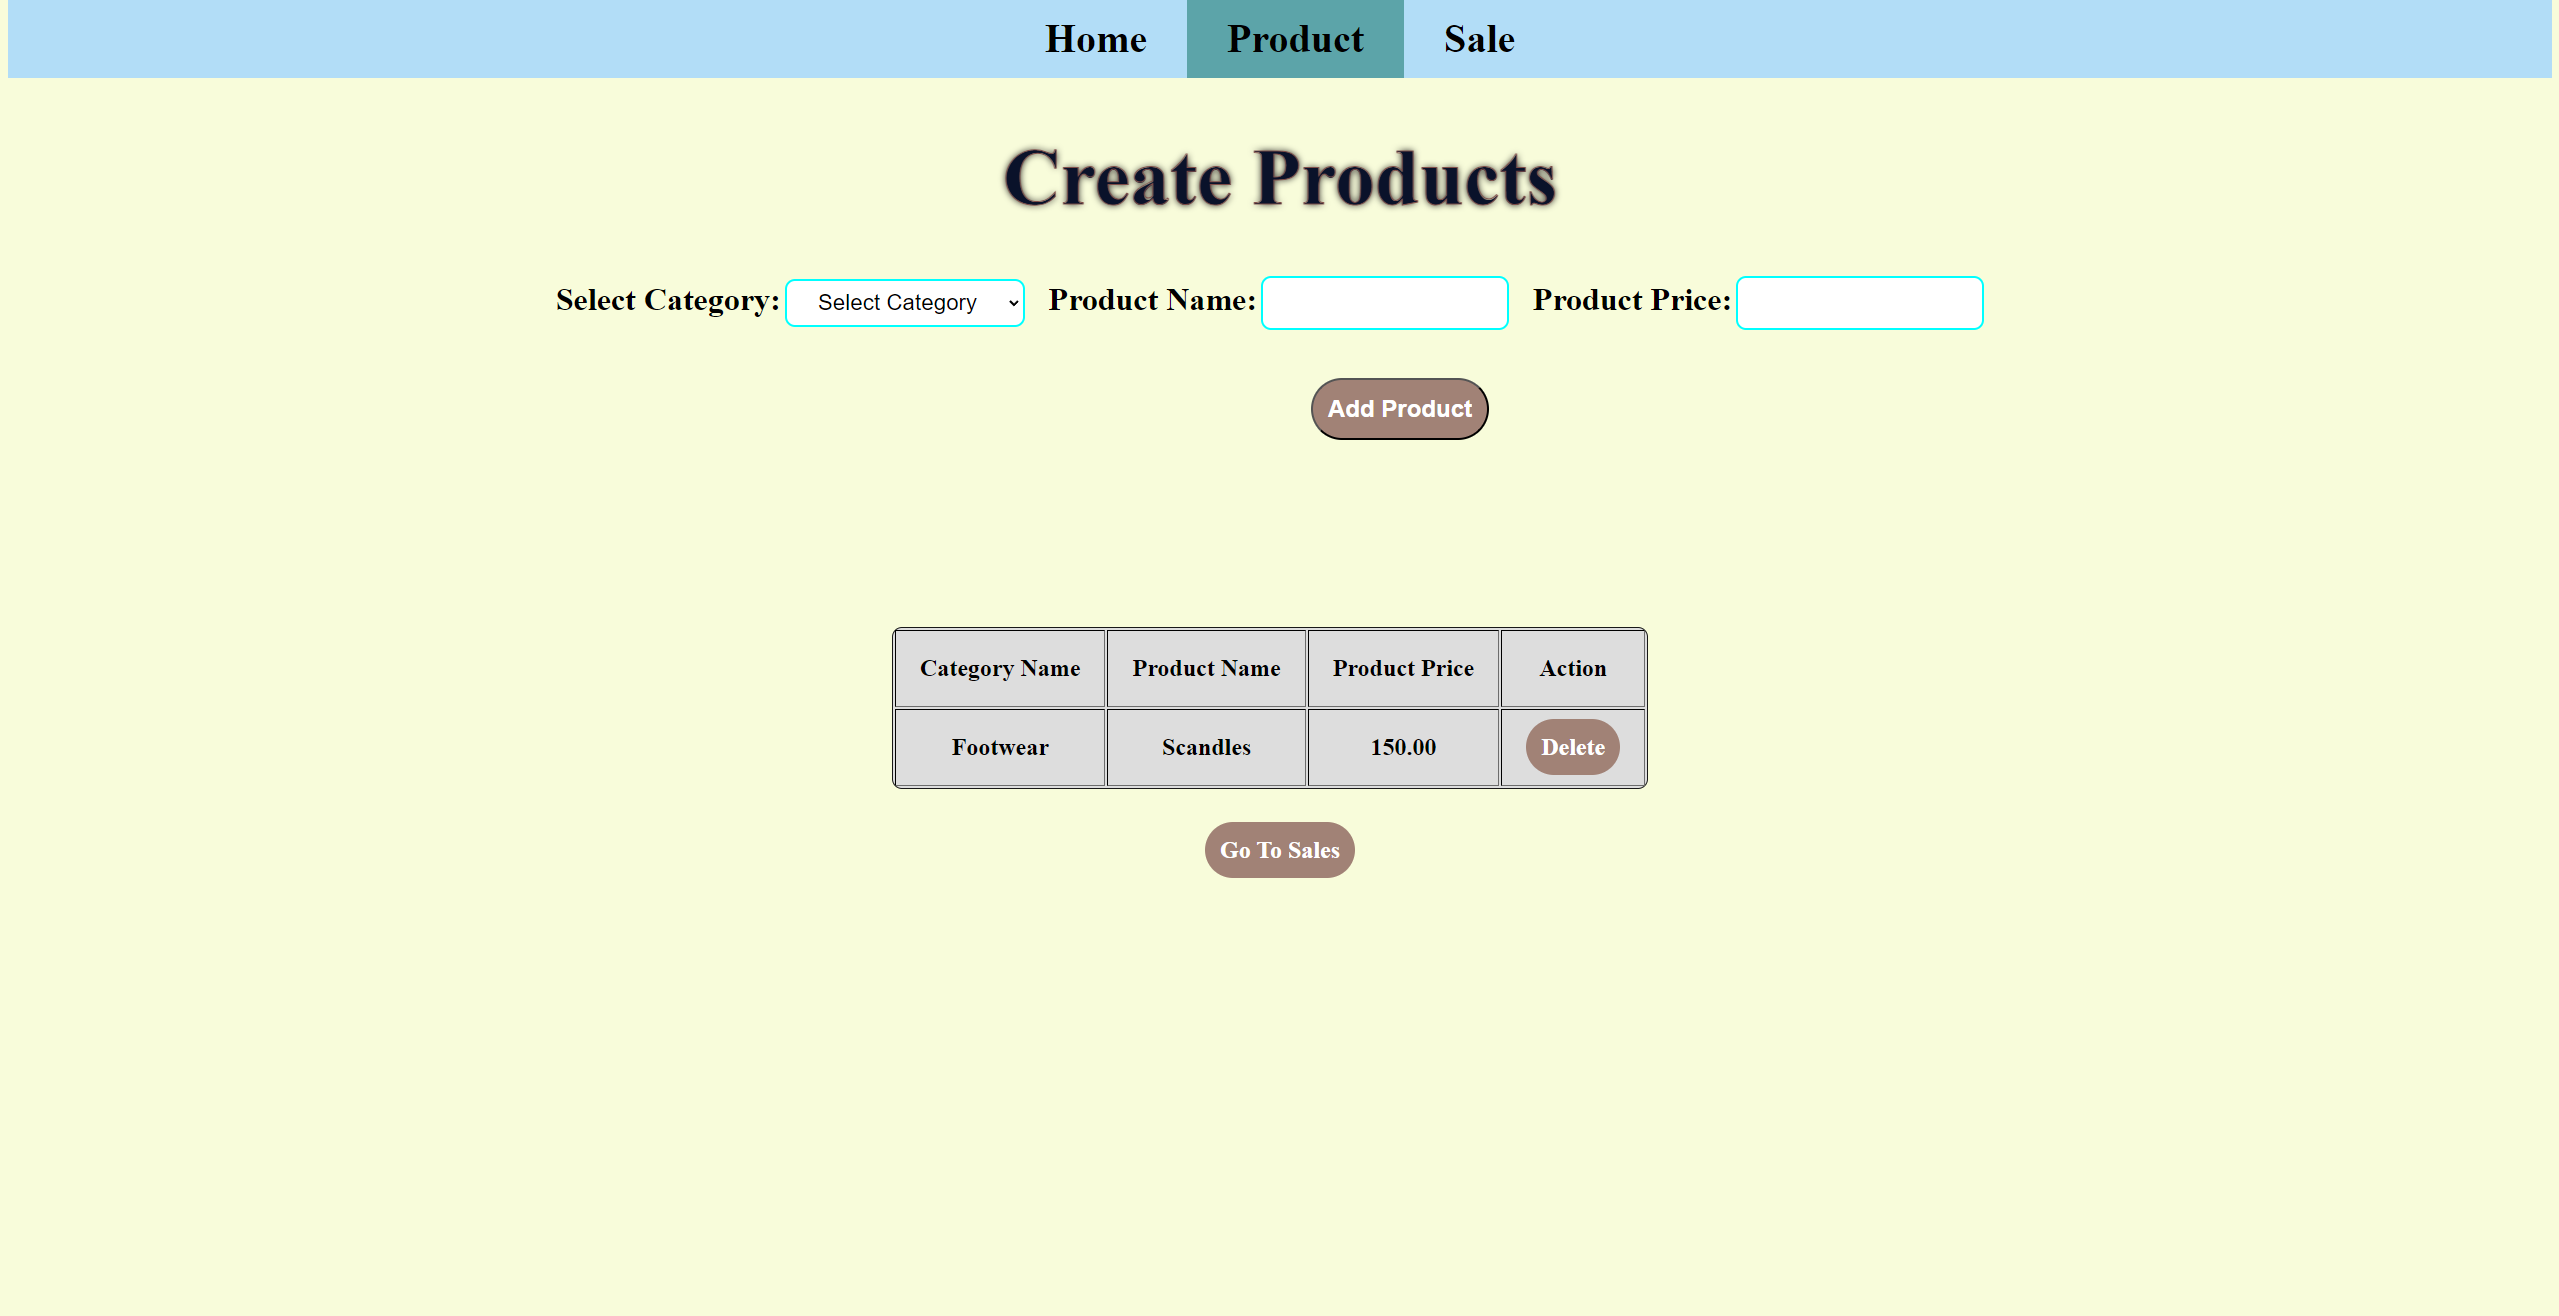 Home Product Sale
Create Products
Select Category: Select Category Product Name: Product Price:
Add Product
Category Name Product Name Product Price Action
Footwear Scandles 150.00 Delete
Go To Sales